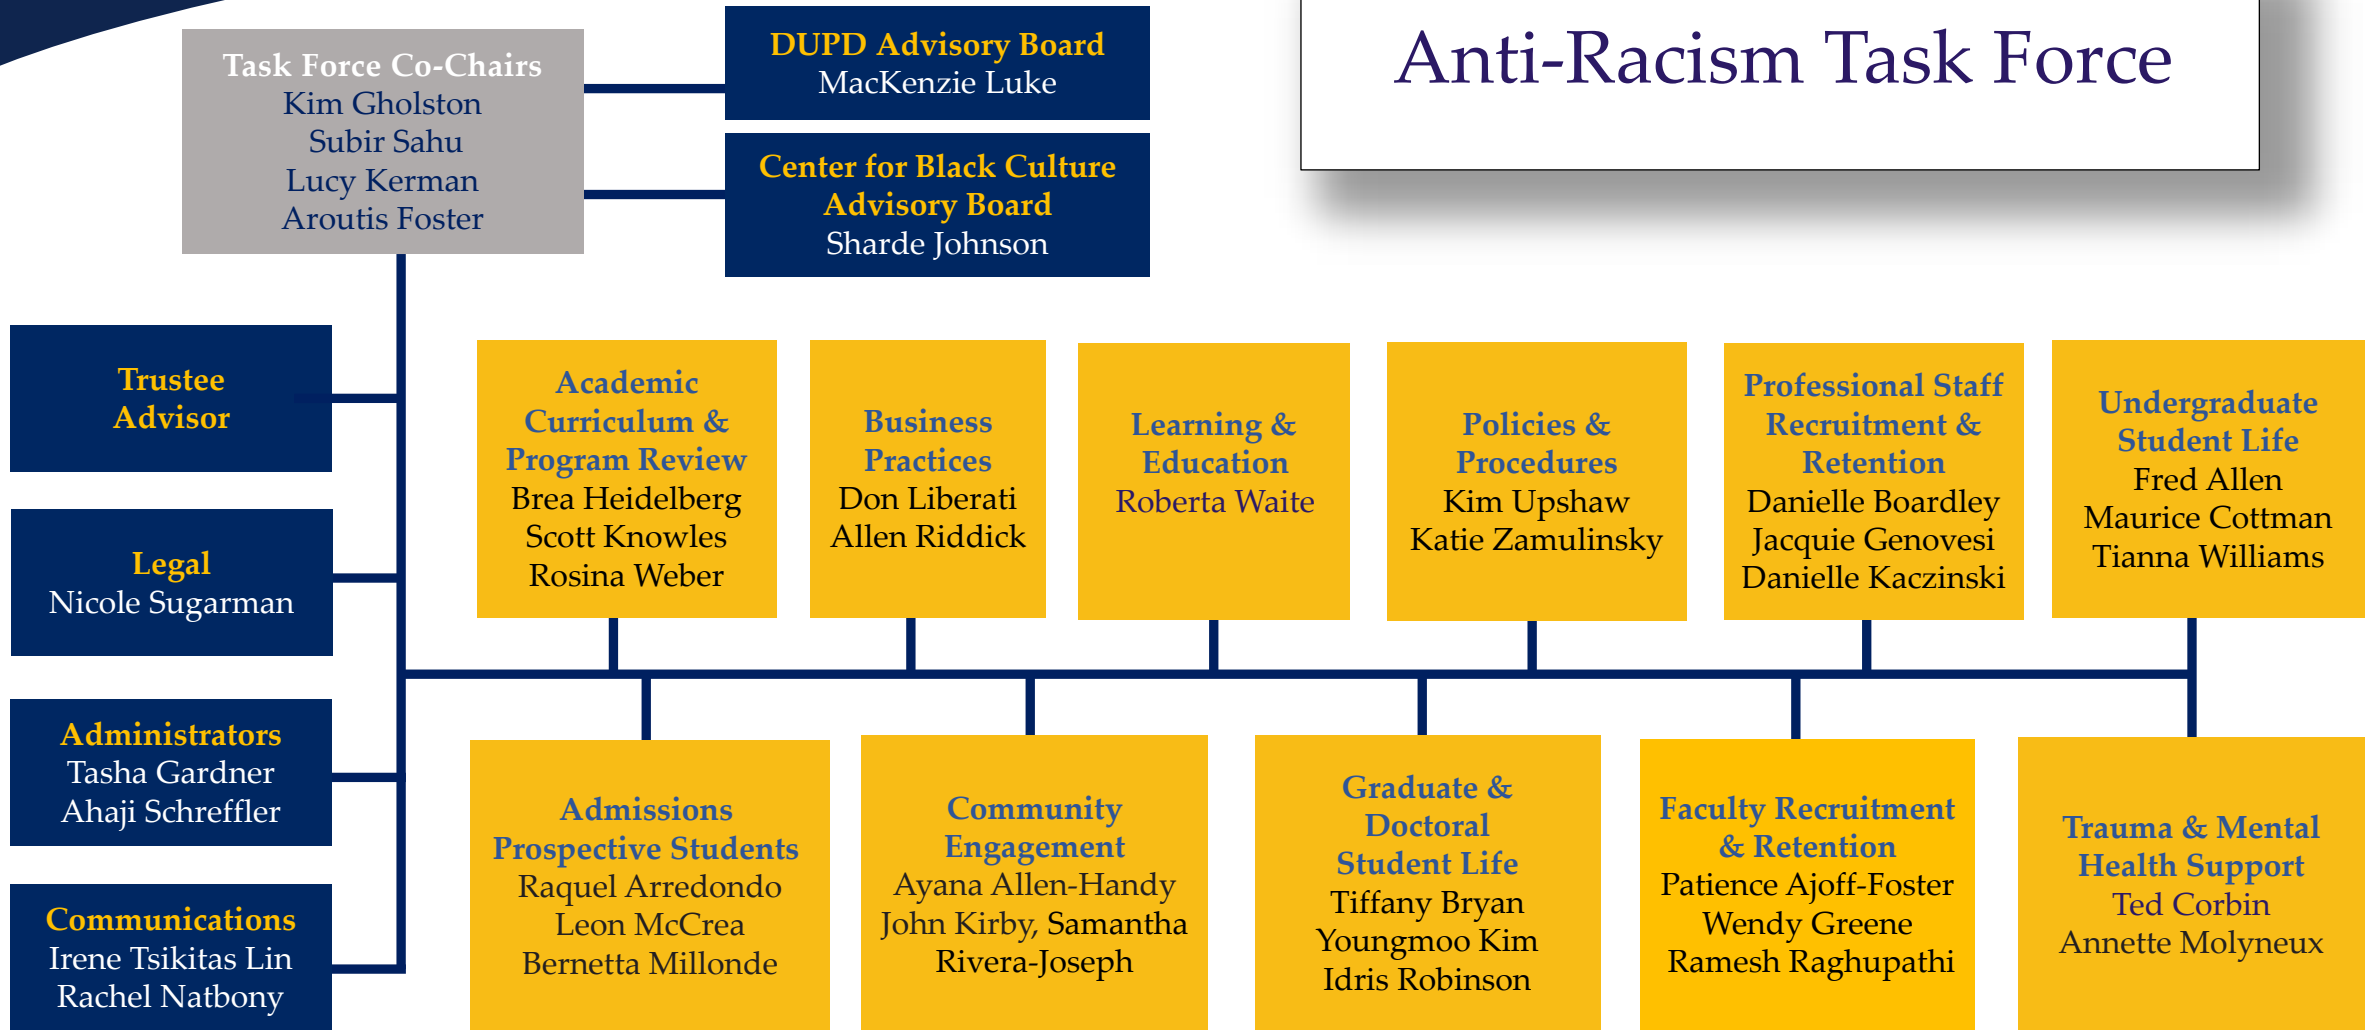 Anti-Racism Task Force
Task Force Co-Chairs
Kim Gholston
Subir Sahu
Lucy Kerman
Aroutis Foster
DUPD Advisory Board
MacKenzie Luke
Center for Black Culture
Advisory Board
Sharde Johnson
Trustee
Advisor
Legal
Nicole Sugarman
Administrators
Tasha Gardner
Ahaji Schreffler
Communications
Irene Tsikitas Lin
Rachel Natbony
Academic
Curriculum &
Program Review
Brea Heidelberg
Scott Knowles
Rosina Weber
Business
Practices
Don Liberati
Allen Riddick
Learning &
Education
Roberta Waite
Policies &
Procedures
Kim Upshaw
Katie Zamulinsky
Professional Staff
Recruitment &
Retention
Danielle Boardley
Jacquie Genovesi
Danielle Kaczinski
Undergraduate
Student Life
Fred Allen
Maurice Cottman
Tianna Williams
Admissions
Prospective Students
Raquel Arredondo
Leon McCrea
Bernetta Millonde
Community
Engagement
Ayana Allen-Handy
John Kirby, Samantha
Rivera-Joseph
Graduate &
Doctoral
Student Life
Tiffany Bryan
Youngmoo Kim
Idris Robinson
Faculty Recruitment
& Retention
Patience Ajoff-Foster
Wendy Greene
Ramesh Raghupathi
Trauma & Mental
Health Support
Ted Corbin
Annette Molyneux